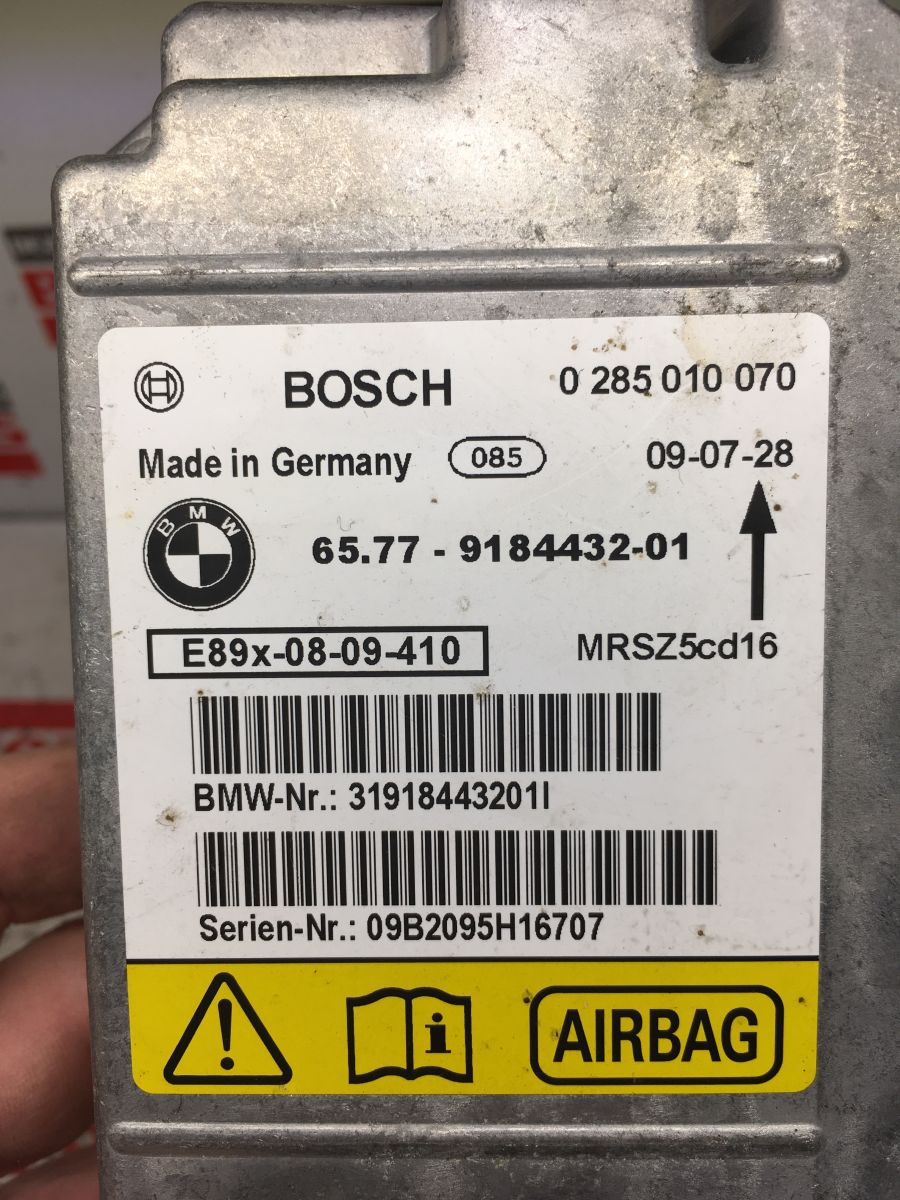 BOSCH 0 285 010 070
Made in Germany 085 09-07-28
BMW 65.77 - 9184432-01
E89x-08-09-410 MRSZ5cd16
BMW-Nr.: 31918443201I
Serien-Nr.: 09B2095H16707
AIRBAG